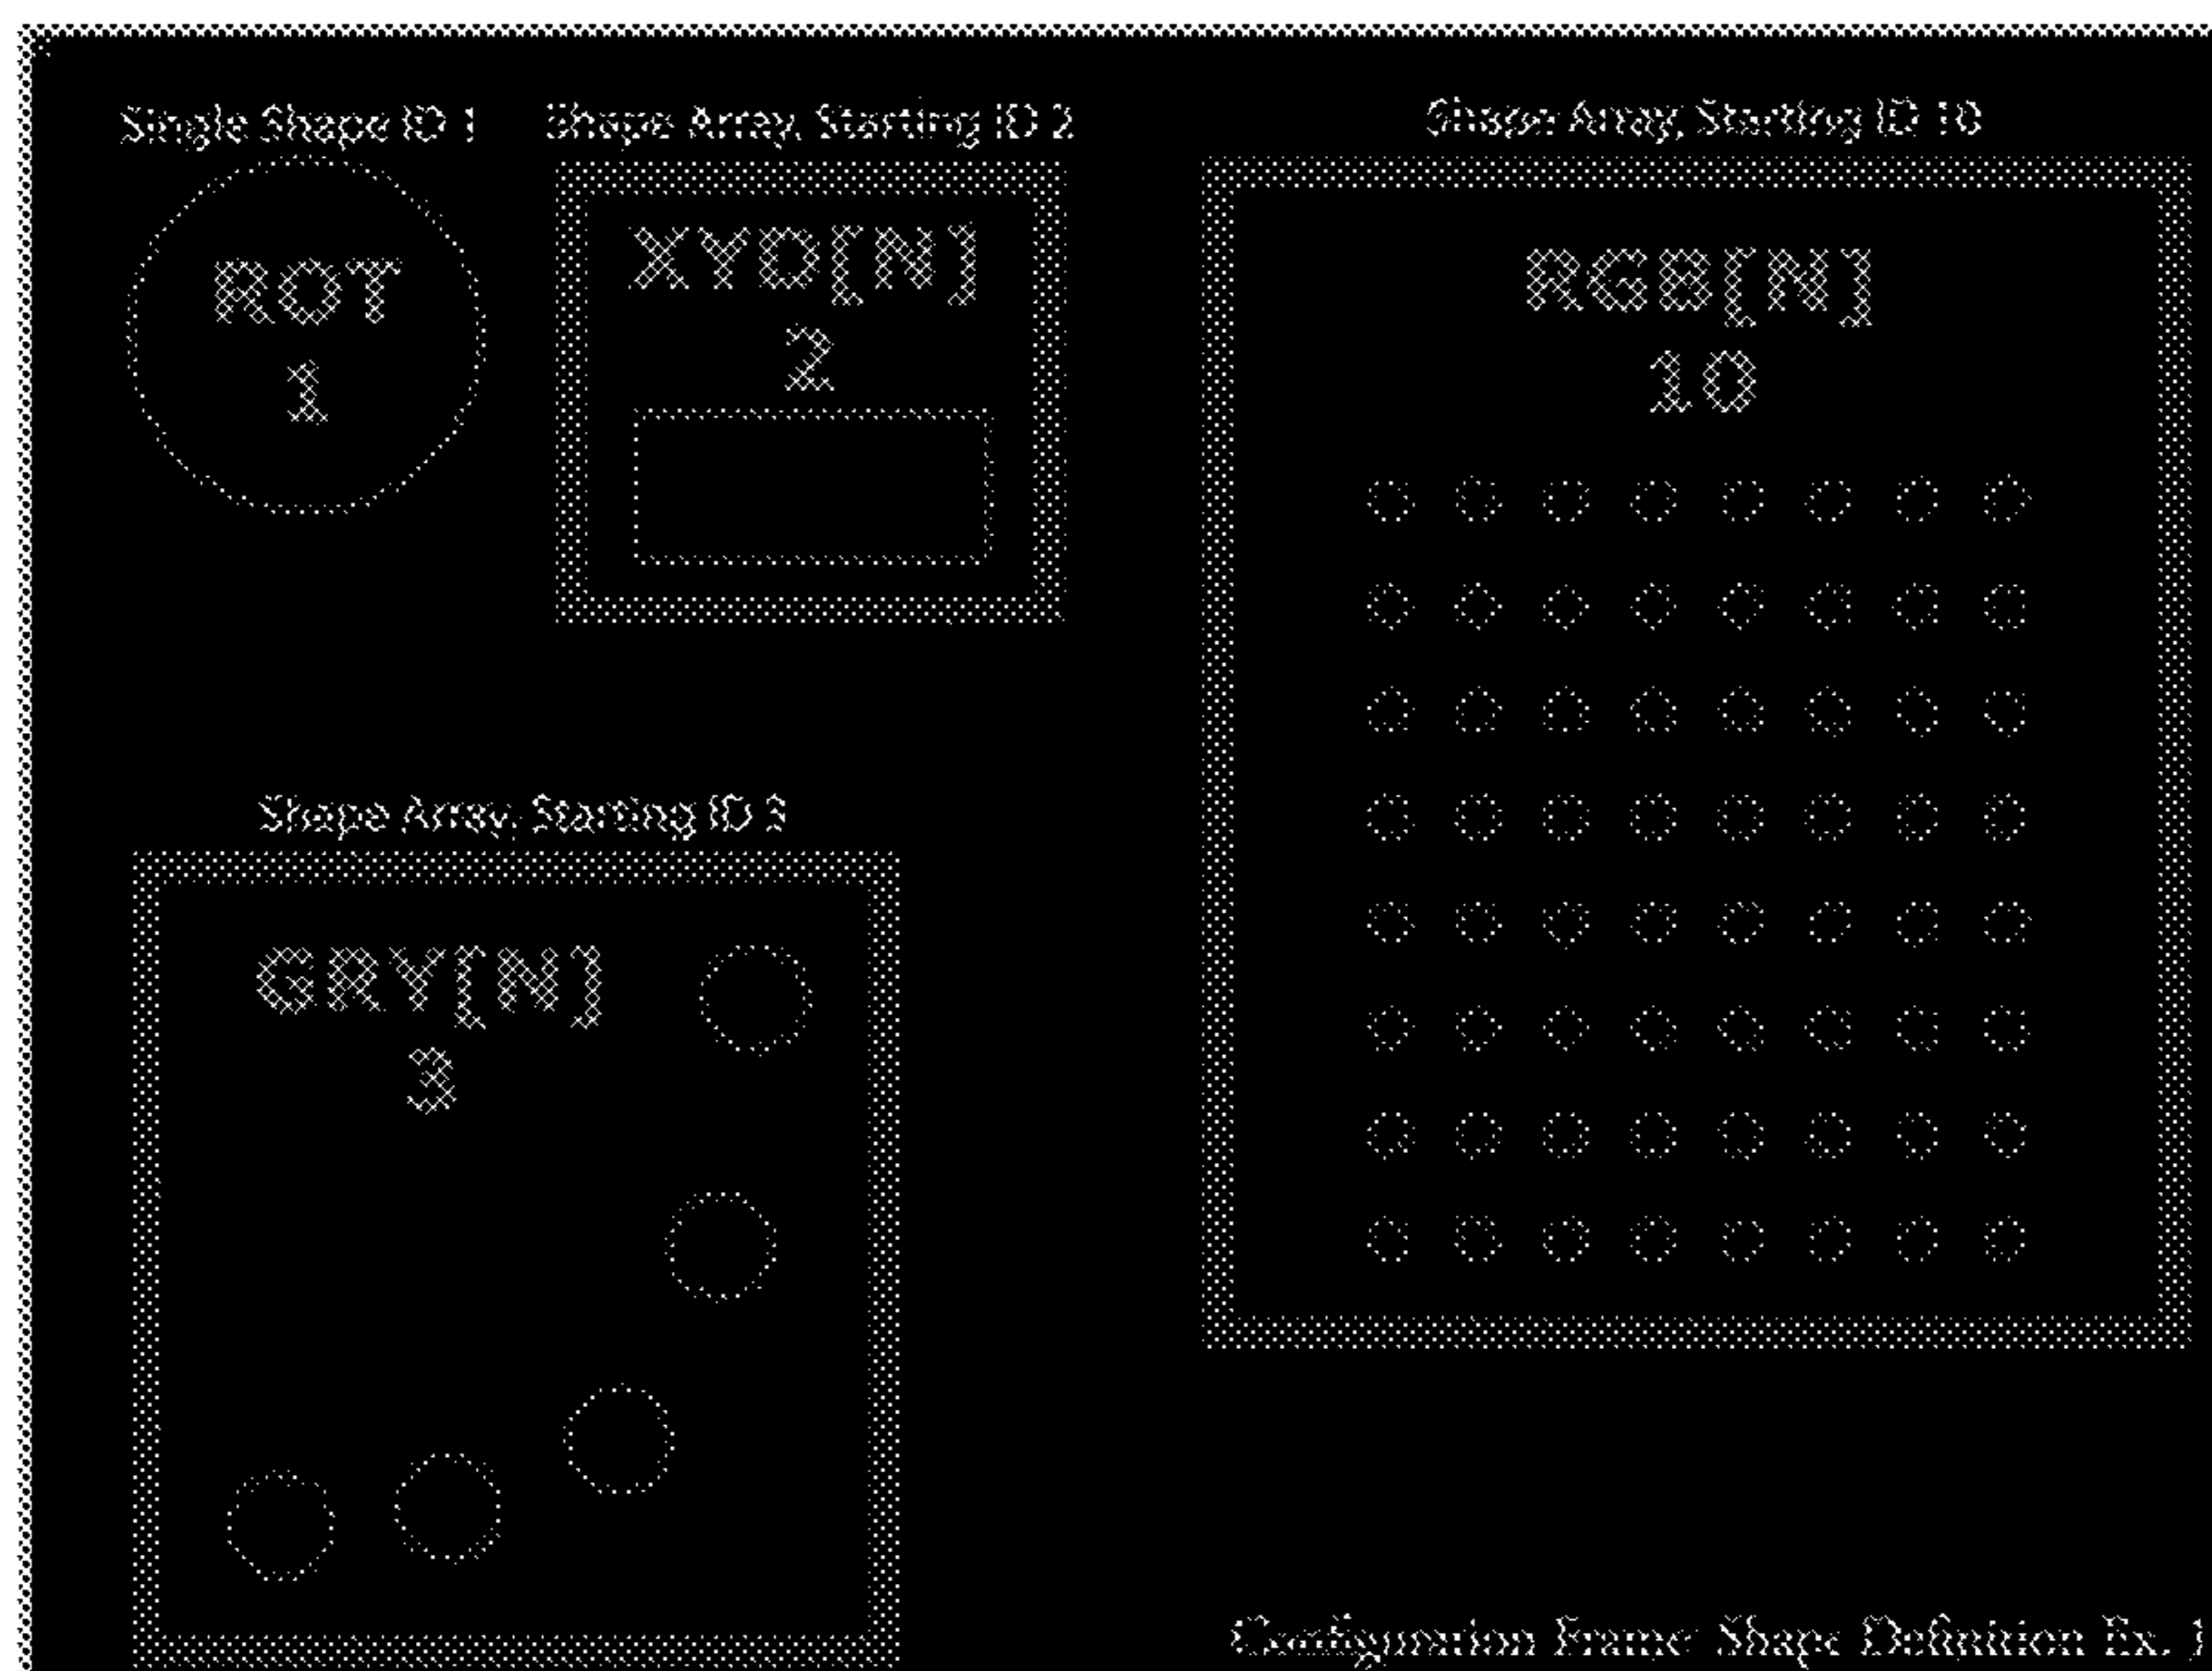 Single Shape ID 1
ROT
1
Shape Array, Starting ID 2
XYD[N]
2
Shape Array, Starting ID 10
RGB[N]
10
Shape Array, Starting ID 3
GRY[N]
3
Configuration Frame Shape Definition Ex. 1